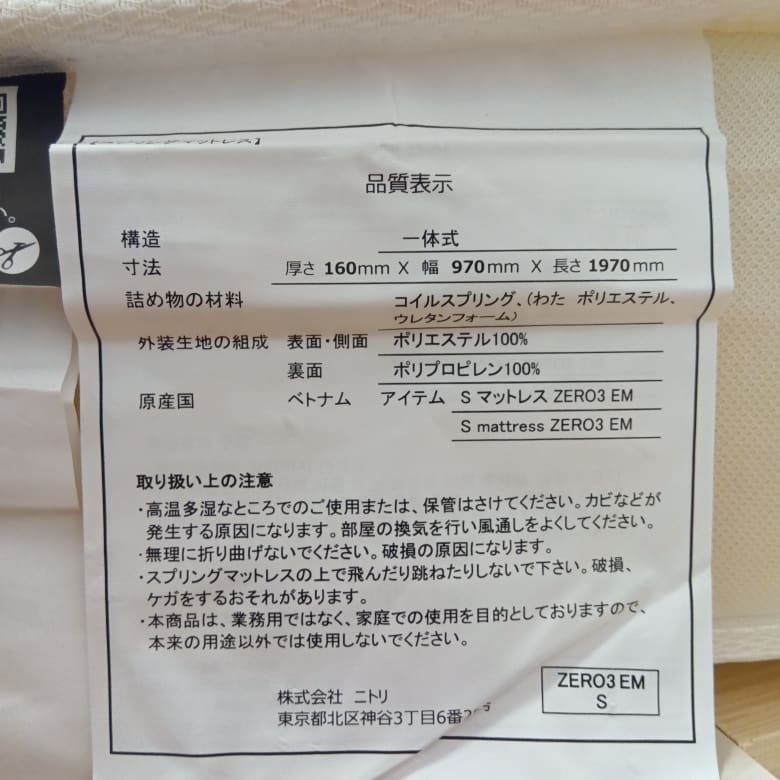 【スプリングマットレス】
品質表示
構造 一体式
寸法 厚さ 160mm X 幅 970mm X 長さ 1970mm
詰め物の材料 コイルスプリング、(わた ポリエステル、
ウレタンフォーム)
外装生地の組成 表面・側面 ポリエステル100%
裏面 ポリプロピレン100%
原産国 ベトナム アイテム S マットレス ZERO3 EM
S mattress ZERO3 EM
取り扱い上の注意
・高温多湿なところでのご使用または、保管はさけてください。カビなどが
発生する原因になります。部屋の換気を行い風通しをよくしてください。
・無理に折り曲げないでください。破損の原因になります。
・スプリングマットレスの上で飛んだり跳ねたりしないで下さい。破損、
ケガをするおそれがあります。
・本商品は、業務用ではなく、家庭での使用を目的としておりますので、
本来の用途以外では使用しないでください。
株式会社 ニトリ
東京都北区神谷3丁目6番
ZERO3 EM
S